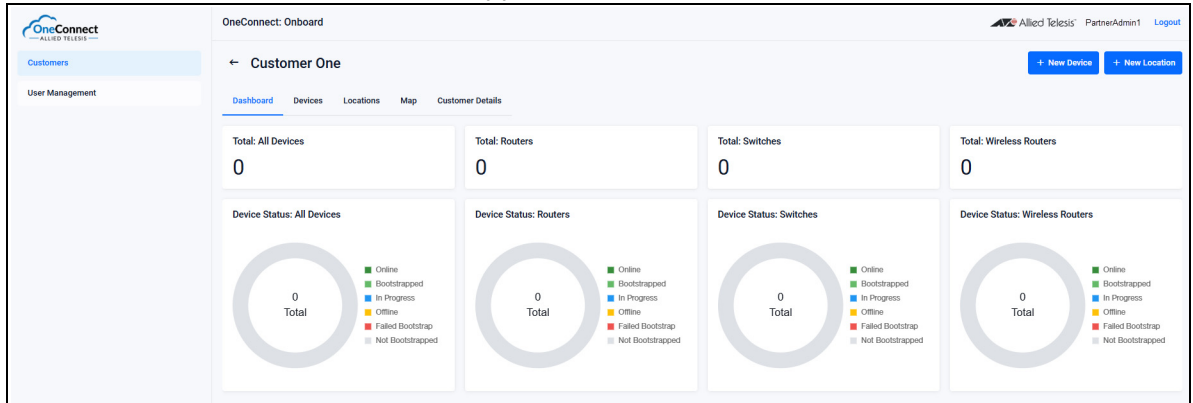 OneConnect
ALLIED TELESIS
OneConnect: Onboard
Allied Telesis
PartnerAdmin1
Logout
Customers
User Management
← Customer One
+ New Device
+ New Location
Dashboard
Devices
Locations
Map
Customer Details
Total: All Devices
0
Total: Routers
0
Total: Switches
0
Total: Wireless Routers
0
Device Status: All Devices
0
Total
Online
Bootstrapped
In Progress
Offline
Failed Bootstrap
Not Bootstrapped
Device Status: Routers
0
Total
Online
Bootstrapped
In Progress
Offline
Failed Bootstrap
Not Bootstrapped
Device Status: Switches
0
Total
Online
Bootstrapped
In Progress
Offline
Failed Bootstrap
Not Bootstrapped
Device Status: Wireless Routers
0
Total
Online
Bootstrapped
In Progress
Offline
Failed Bootstrap
Not Bootstrapped